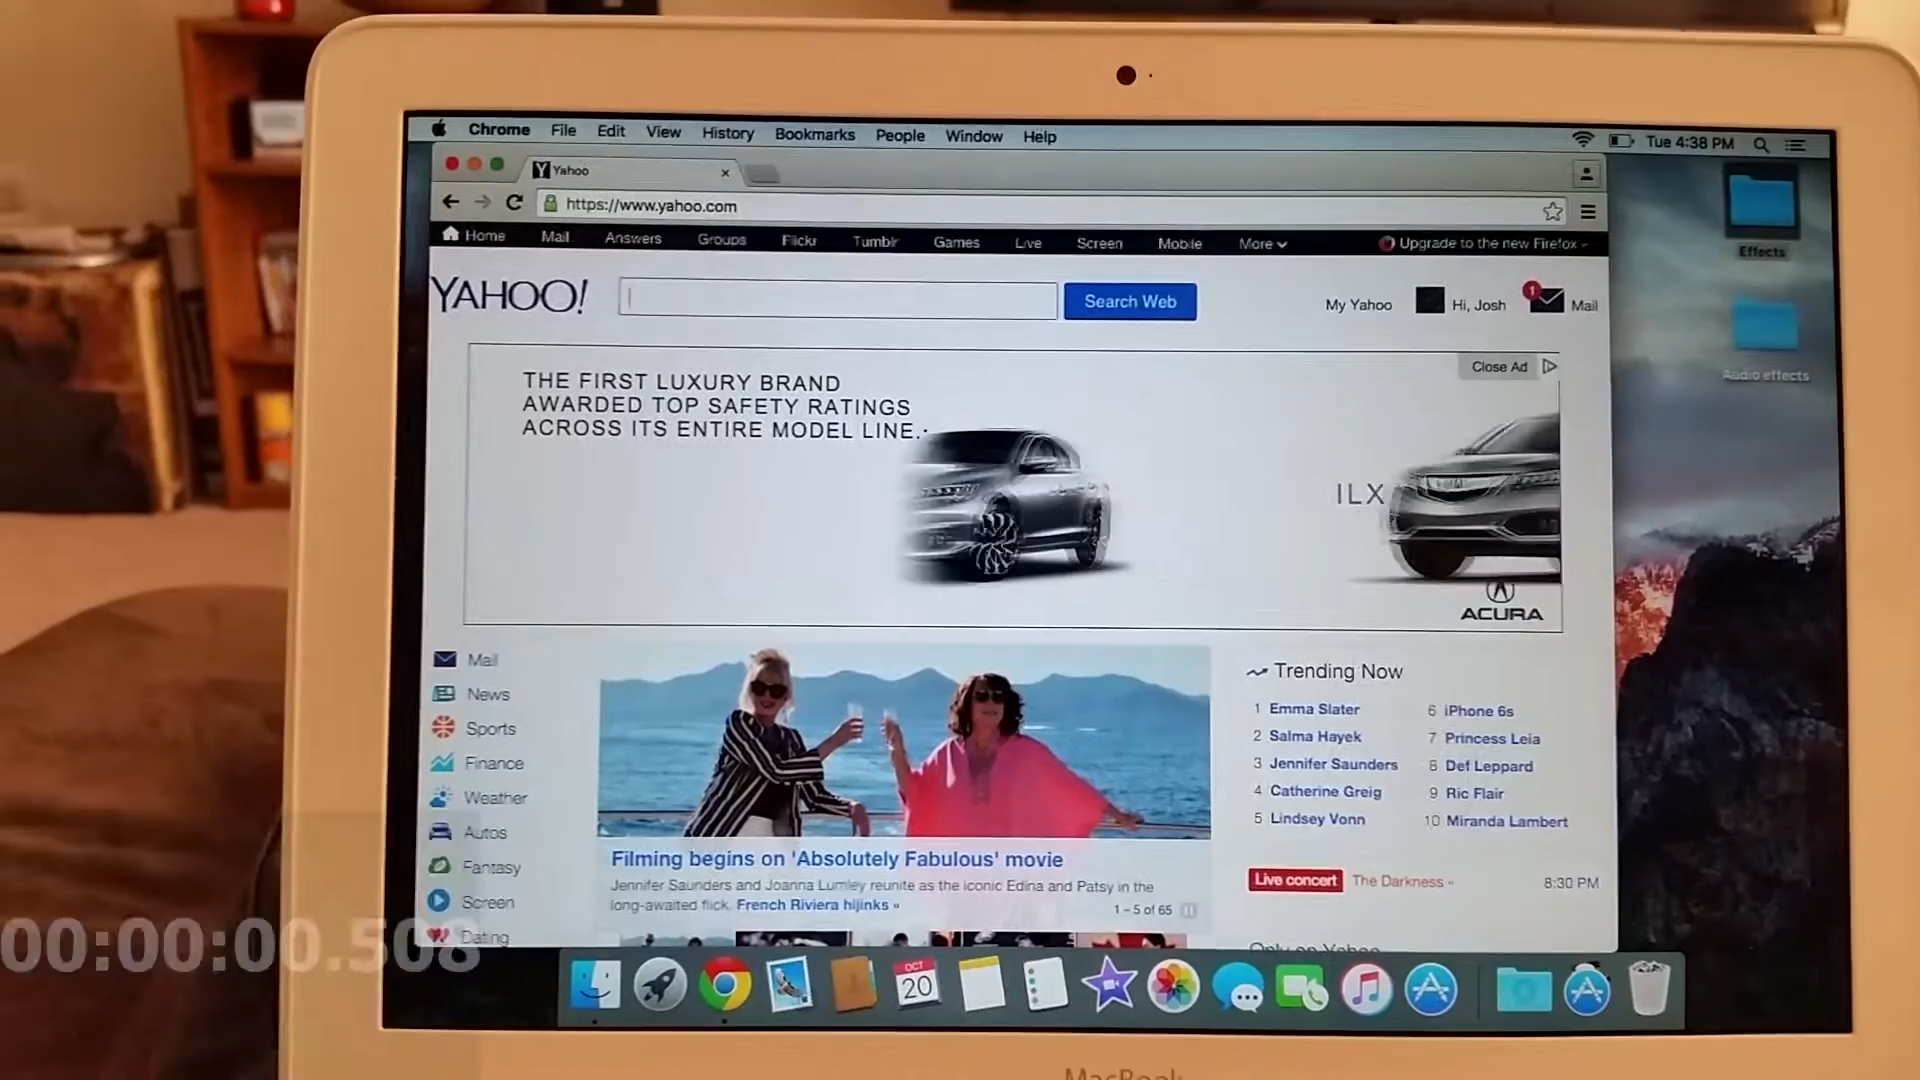 Chrome File Edit View History Bookmarks People Window Help Tue 4:38 PM
Yahoo
https://www.yahoo.com
Home Mail Answers Groups Flickr Tumblr Games Live Screen Mobile More Upgrade to the new Firefox »
YAHOO! Search Web My Yahoo Hi, Josh 1 Mail
Effects
Audio effects
Close Ad
THE FIRST LUXURY BRAND
AWARDED TOP SAFETY RATINGS
ACROSS ITS ENTIRE MODEL LINE.
ILX
ACURA
Mail
News
Sports
Finance
Weather
Autos
Fantasy
Screen
Dating
Filming begins on 'Absolutely Fabulous' movie
Jennifer Saunders and Joanna Lumley reunite as the iconic Edina and Patsy in the
long-awaited flick. French Riviera hijinks »
1 – 5 of 65
Trending Now
1 Emma Slater
2 Salma Hayek
3 Jennifer Saunders
4 Catherine Greig
5 Lindsey Vonn
6 iPhone 6s
7 Princess Leia
8 Def Leppard
9 Ric Flair
10 Miranda Lambert
Live concert The Darkness » 8:30 PM
Only on Yahoo
00:00:00.508
OCT
20
MacBook